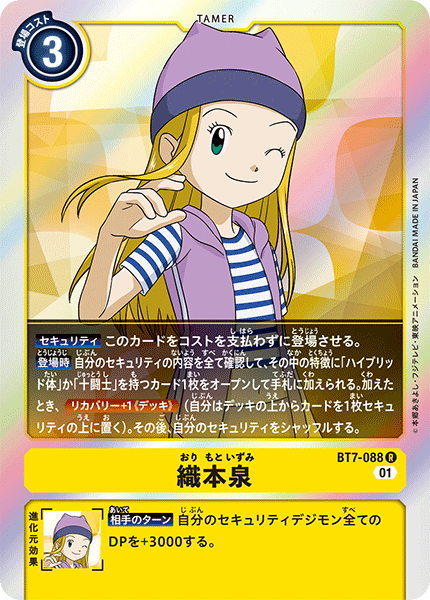 TAMER
登場コスト
3
BANDAI MADE IN JAPAN
©本郷あきよし・フジテレビ・東映アニメーション
セキュリティ このカードをコストを支払わずに登場させる。
登場時 自分のセキュリティの内容を全て確認して、その中の特徴に「ハイブリッ
ド体」か「十闘士」を持つカード1枚をオープンして手札に加えられる。加えた
とき、リカバリー+1《デッキ》（自分はデッキの上からカードを1枚セキュ
リティの上に置く）。その後、自分のセキュリティをシャッフルする。
おりもといずみ
織本泉
BT7-088 R
01
進化元効果
相手のターン 自分のセキュリティデジモン全ての
DPを+3000する。